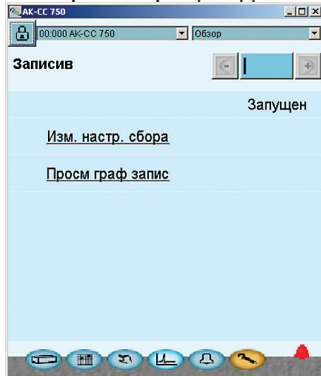 AK-CC 750
00:000 AK-CC 750 Обзор
Записив
Запущен
Изм. настр. сбора
Просм граф запис